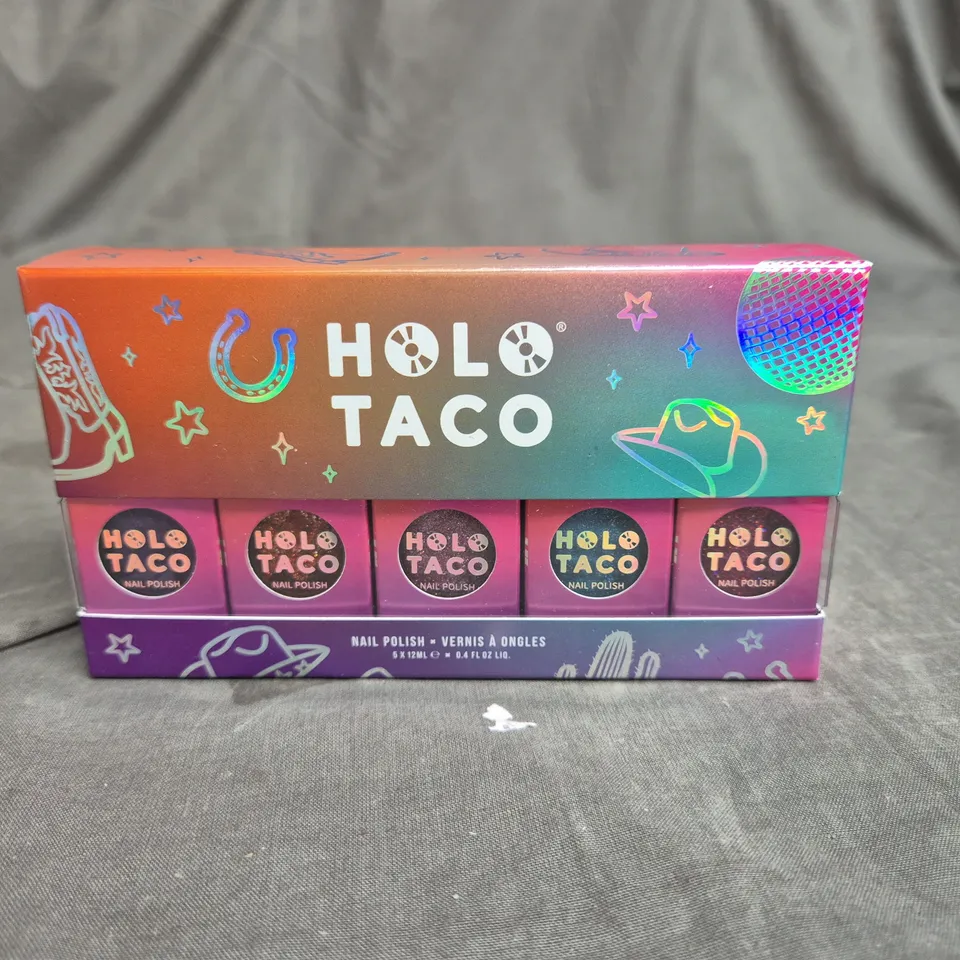 HOLO®
TACO
HOLO
TACO
NAIL POLISH
HOLO
TACO
NAIL POLISH
HOLO
TACO
NAIL POLISH
HOLO
TACO
NAIL POLISH
HOLO
TACO
NAIL POLISH
NAIL POLISH - VERNIS À ONGLES
5 X 12ML ℮ - 0.4 FL OZ LIQ.